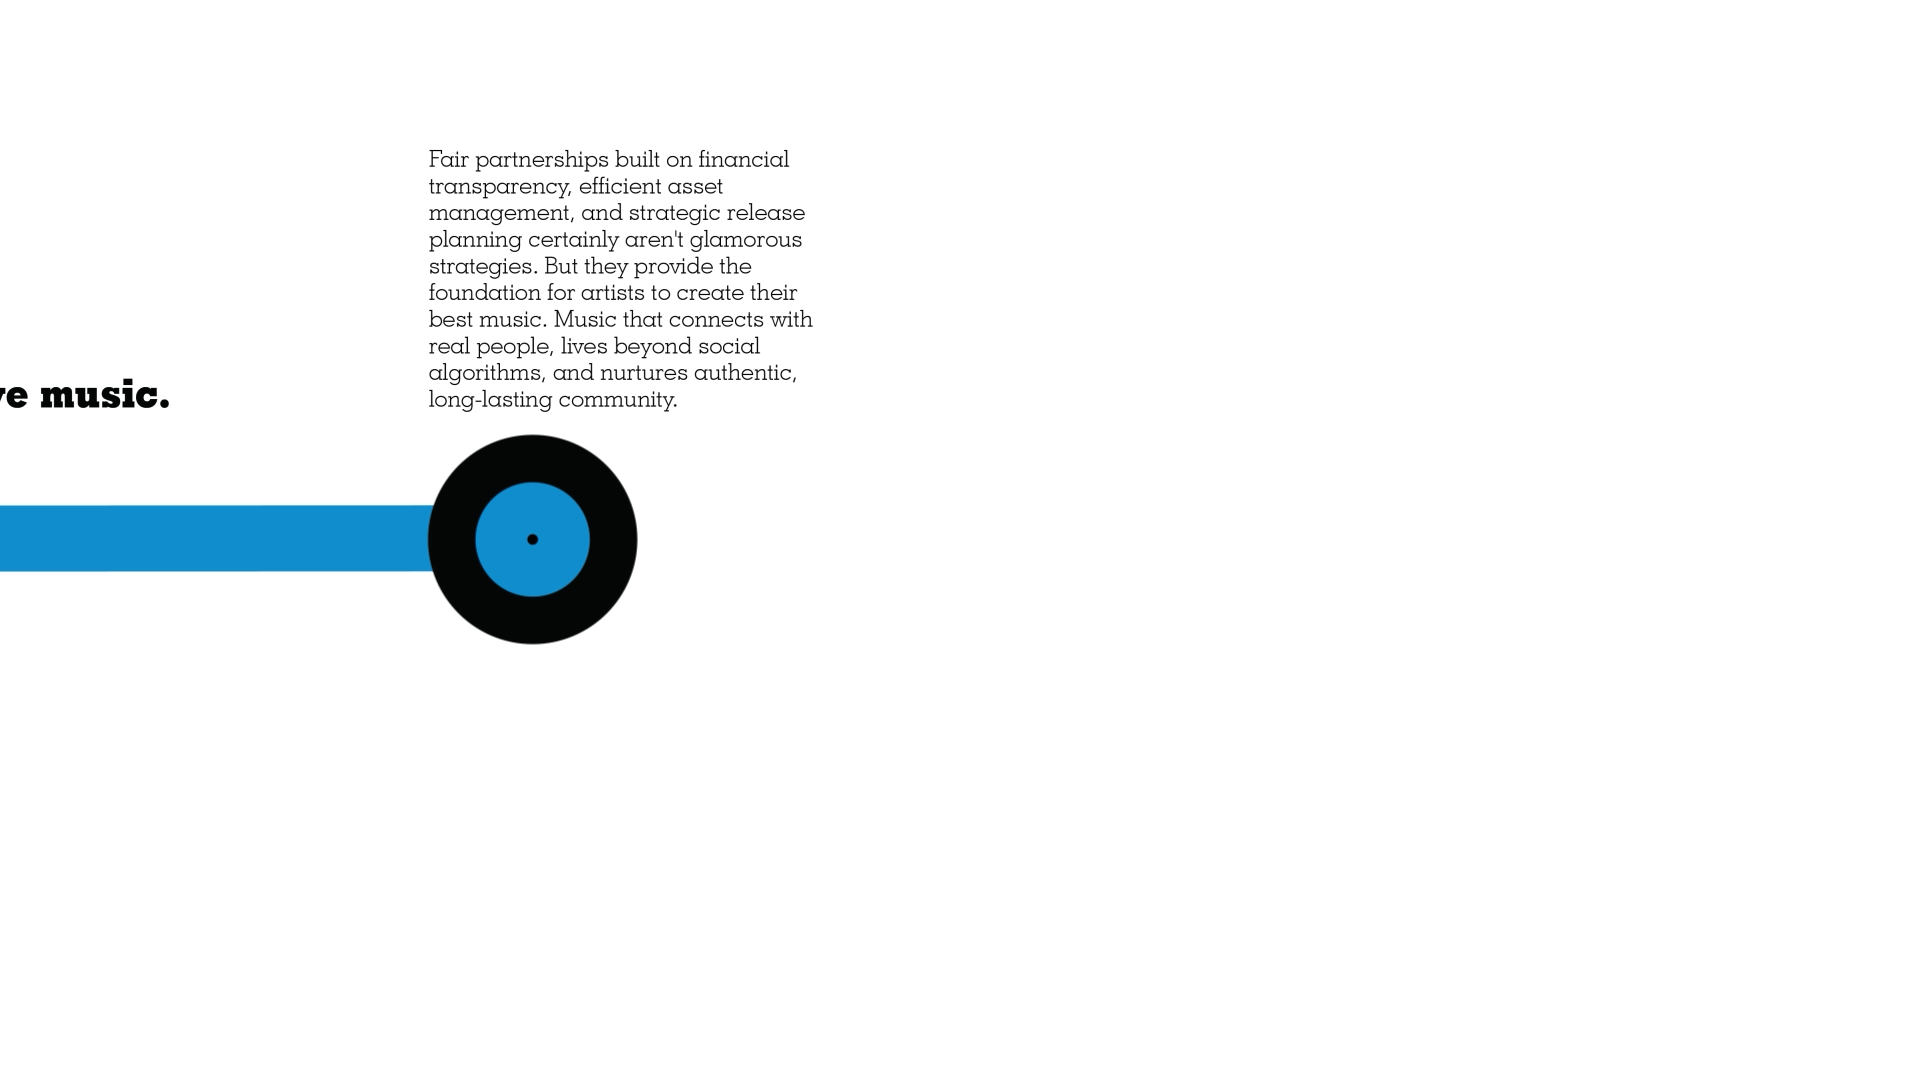 Fair partnerships built on financial
transparency, efficient asset
management, and strategic release
planning certainly aren't glamorous
strategies. But they provide the
foundation for artists to create their
best music. Music that connects with
real people, lives beyond social
algorithms, and nurtures authentic,
long-lasting community.
music.